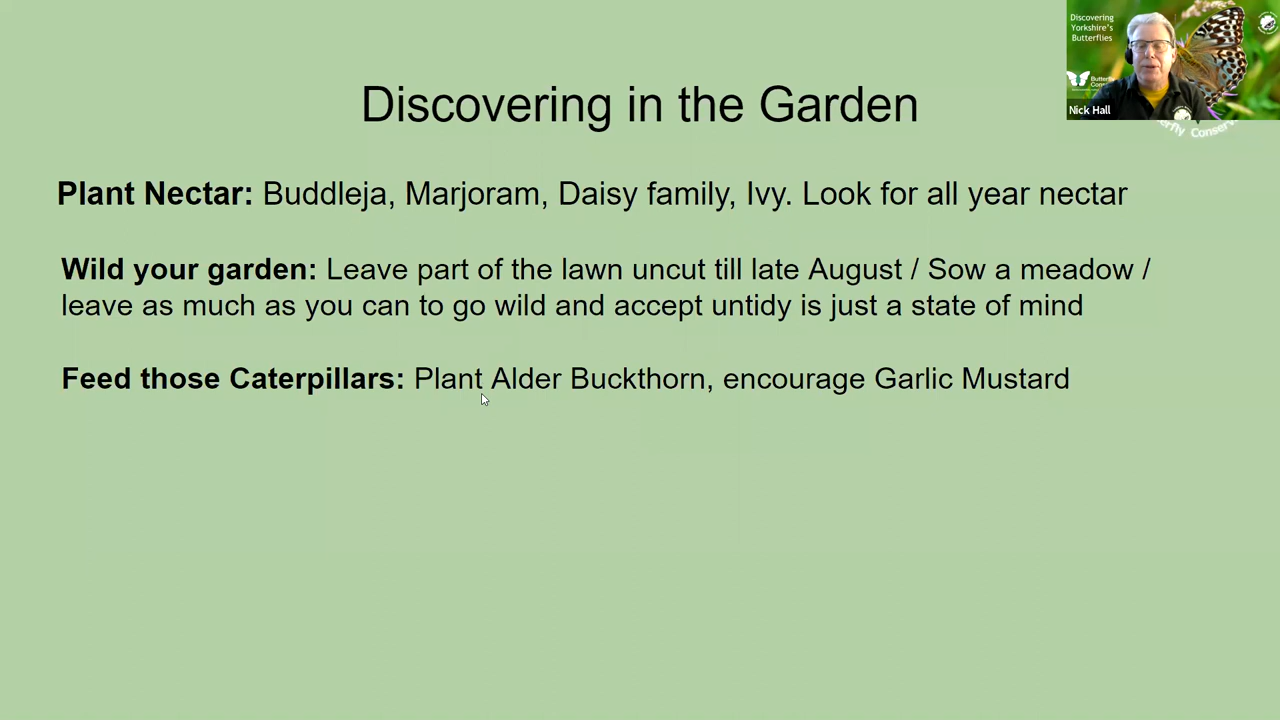 Discovering in the Garden
Plant Nectar: Buddleja, Marjoram, Daisy family, Ivy. Look for all year nectar
Wild your garden: Leave part of the lawn uncut till late August / Sow a meadow /
leave as much as you can to go wild and accept untidy is just a state of mind
Feed those Caterpillars: Plant Alder Buckthorn, encourage Garlic Mustard
Discovering
Yorkshire's
Butterflies
Nick Hall